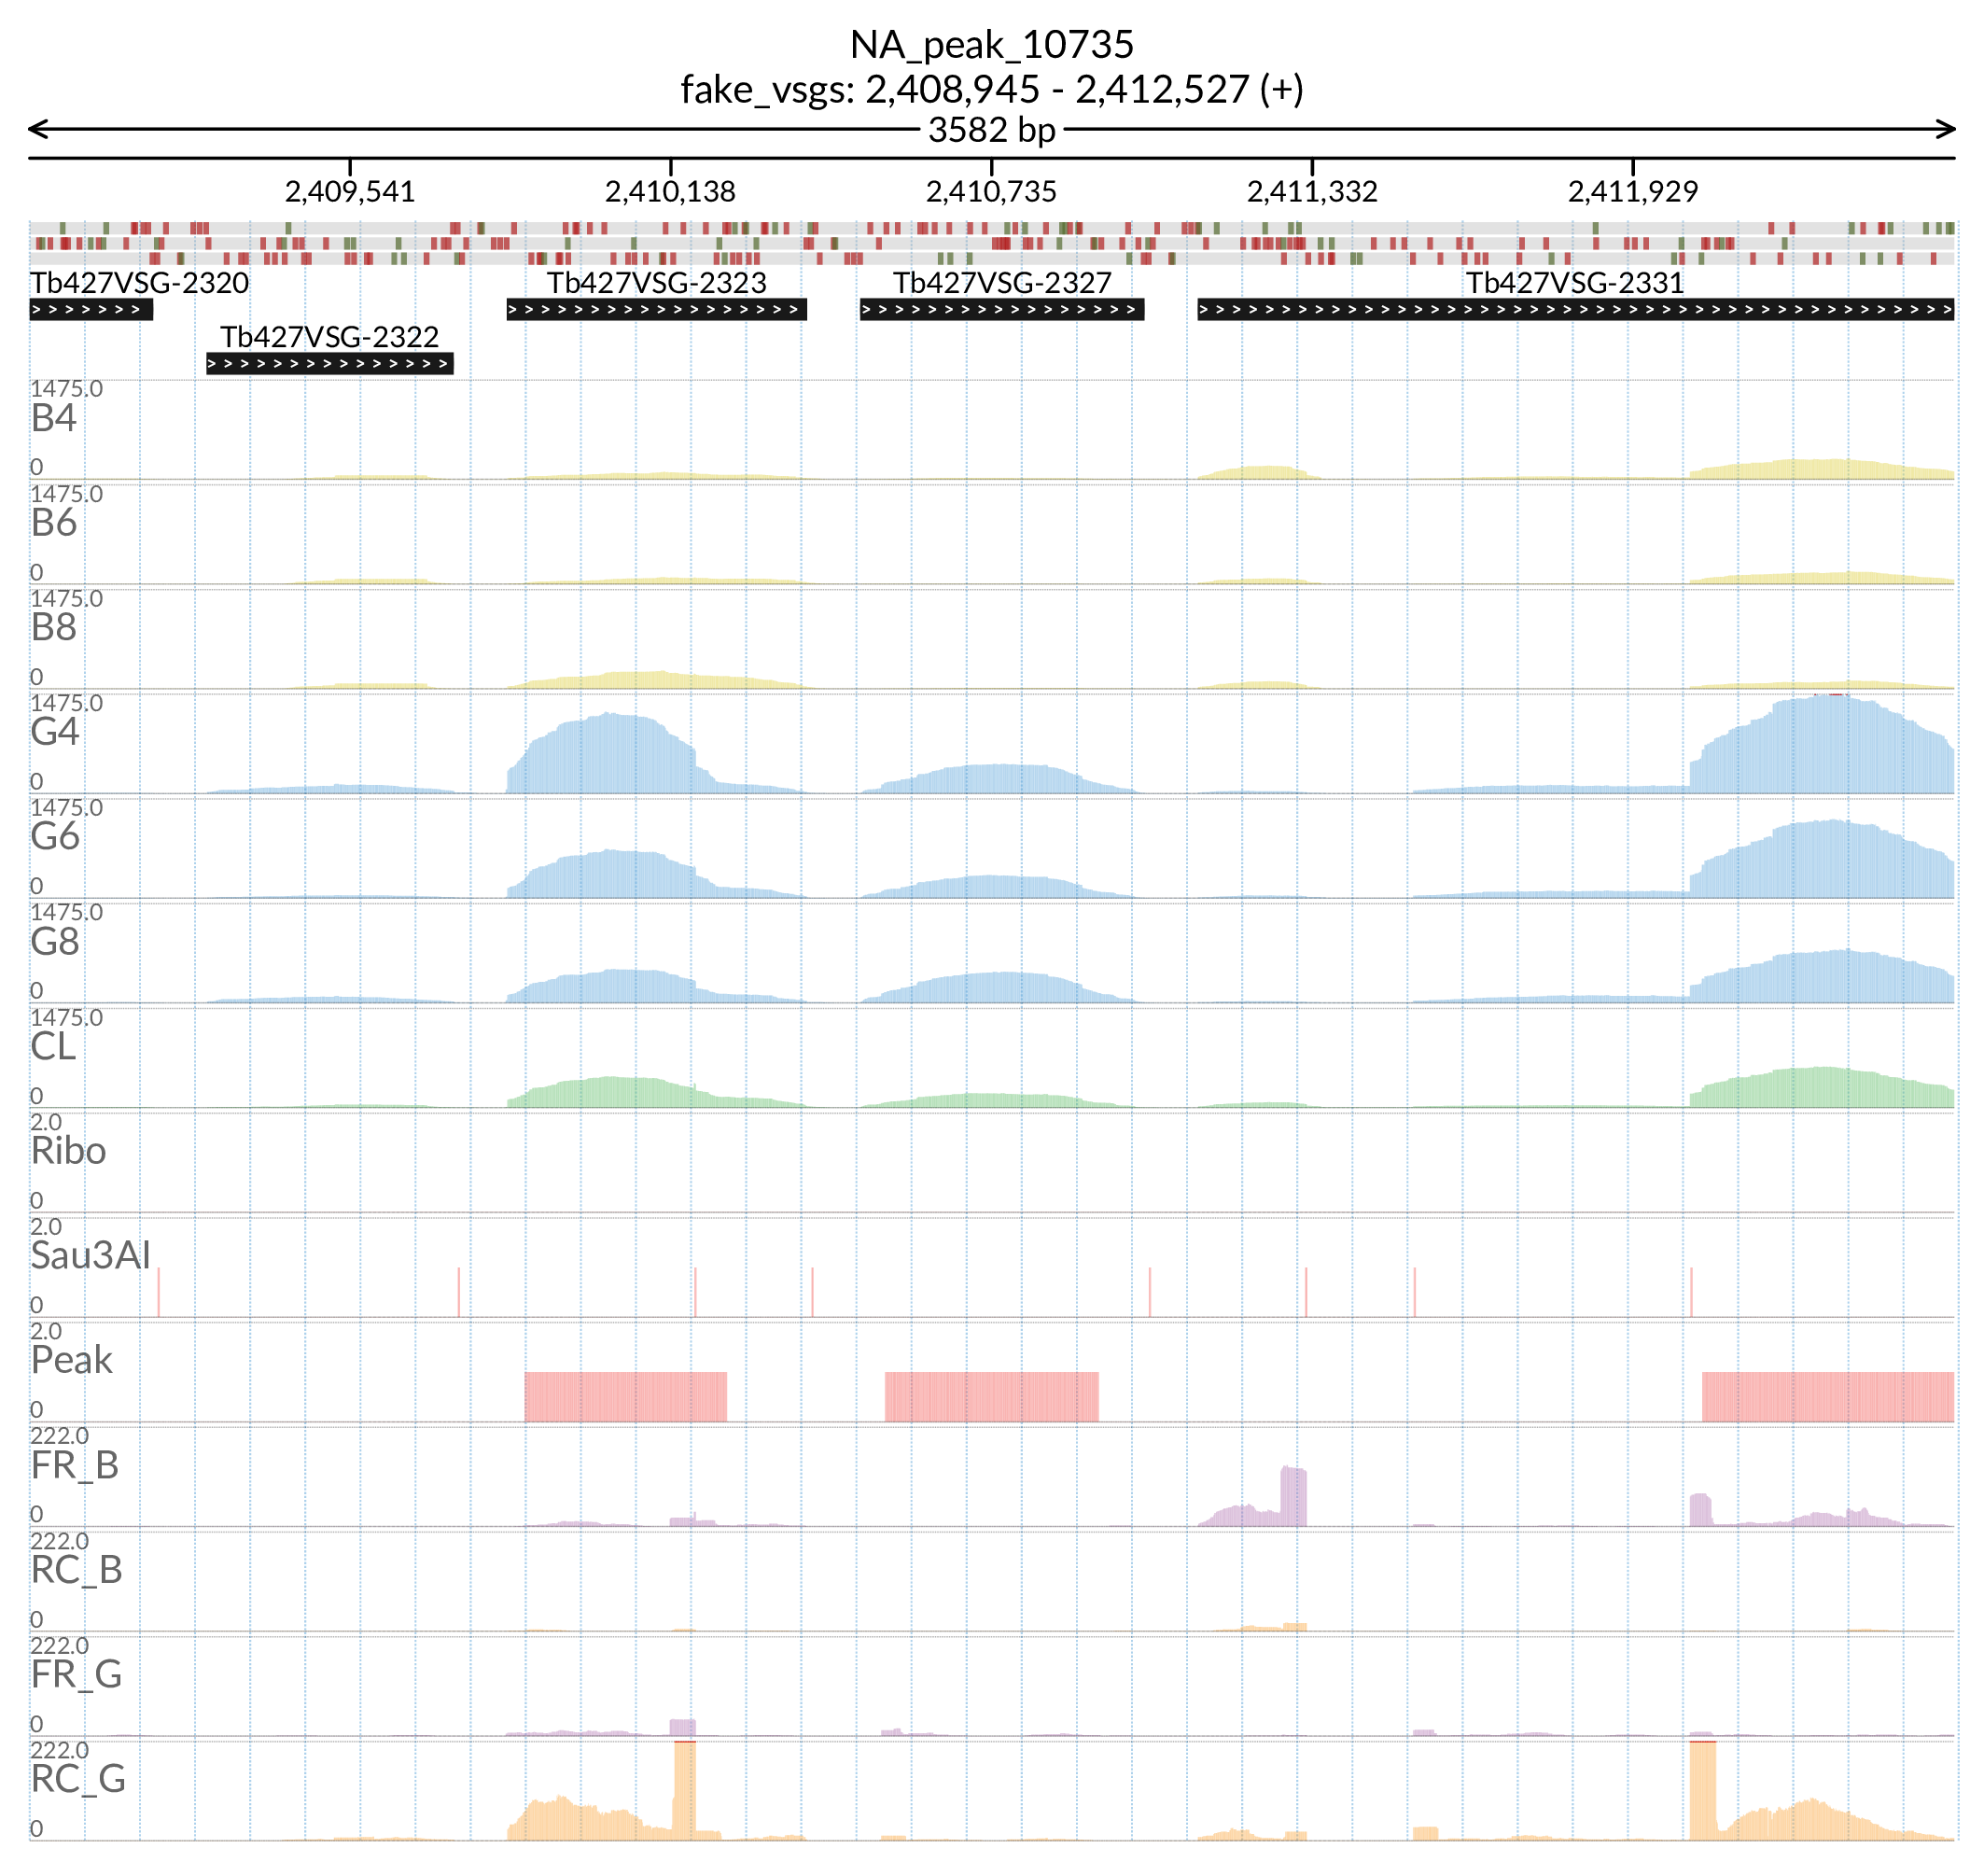 NA_peak_10735
fake_vsgs: 2,408,945 - 2,412,527 (+)
3582 bp
2,409,541 2,410,138 2,410,735 2,411,332 2,411,929
Tb427VSG-2320 Tb427VSG-2323 Tb427VSG-2327 Tb427VSG-2331
Tb427VSG-2322
1475.0
B4
0
1475.0
B6
0
1475.0
B8
0
1475.0
G4
0
1475.0
G6
0
1475.0
G8
0
1475.0
CL
0
2.0
Ribo
0
2.0
Sau3AI
0
2.0
Peak
0
222.0
FR_B
0
222.0
RC_B
0
222.0
FR_G
0
222.0
RC_G
0